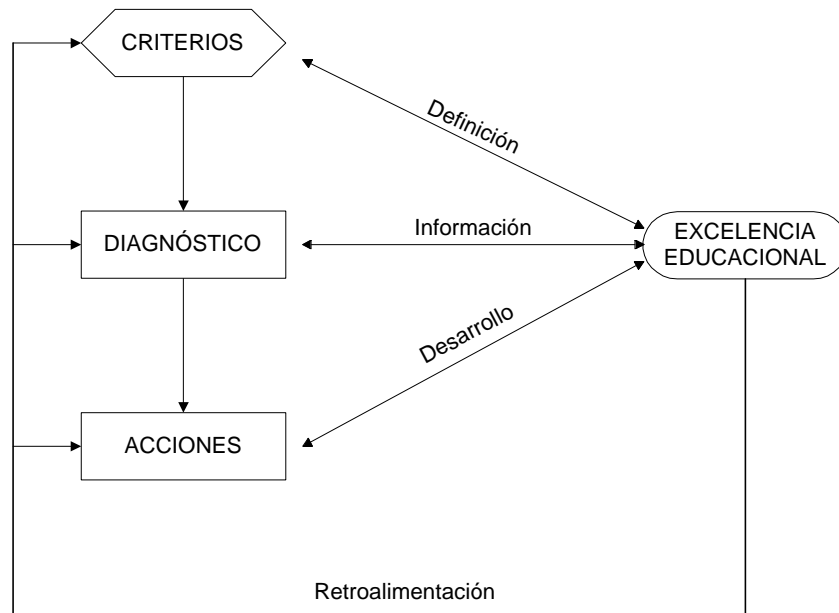 CRITERIOS
Definición
DIAGNÓSTICO
Información
EXCELENCIA
EDUCACIONAL
Desarrollo
ACCIONES
Retroalimentación